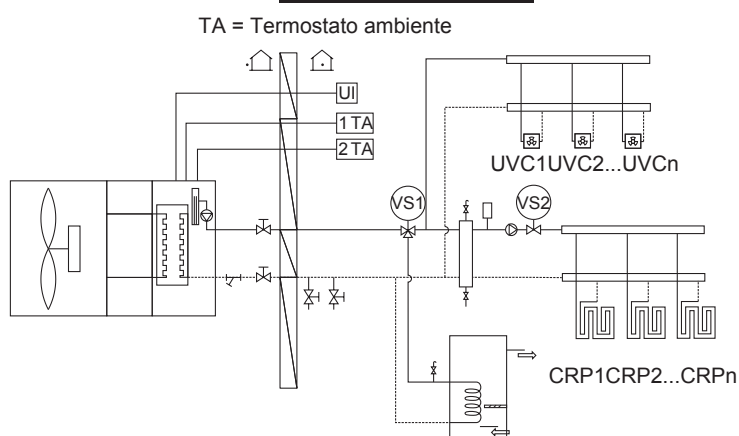 TA = Termostato ambiente
UI
1 TA
2 TA
UVC1UVC2...UVCn
VS1
VS2
CRP1CRP2...CRPn